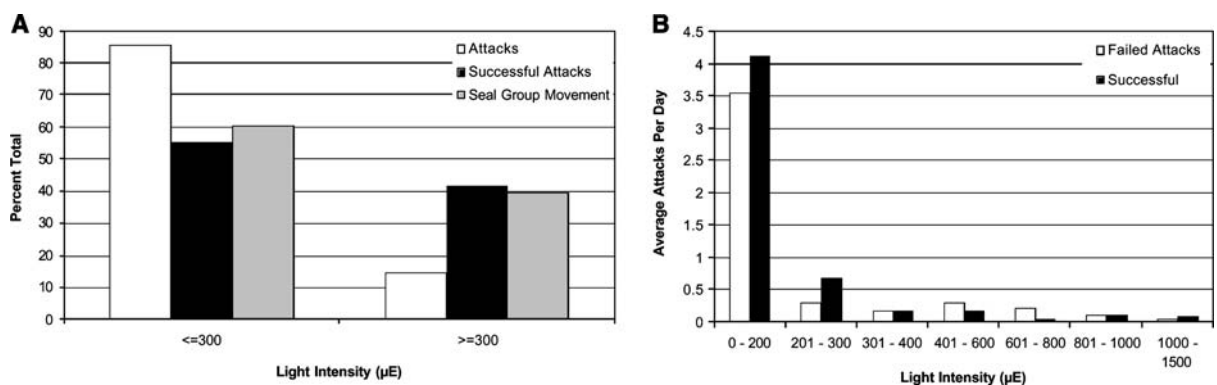 A
90
80
70
60
50
40
30
20
10
0
Percent Total
Attacks
Successful Attacks
Seal Group Movement
<=300
>=300
Light Intensity (µE)
B
4.5
4
3.5
3
2.5
2
1.5
1
0.5
0
Average Attacks Per Day
Failed Attacks
Successful
0 - 200
201 - 300
301 - 400
401 - 600
601 - 800
801 - 1000
1000 -
1500
Light Intensity (µE)